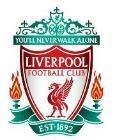 YOU'LL NEVER WALK ALONE
LIVERPOOL
FOOTBALL CLUB
EST·1892